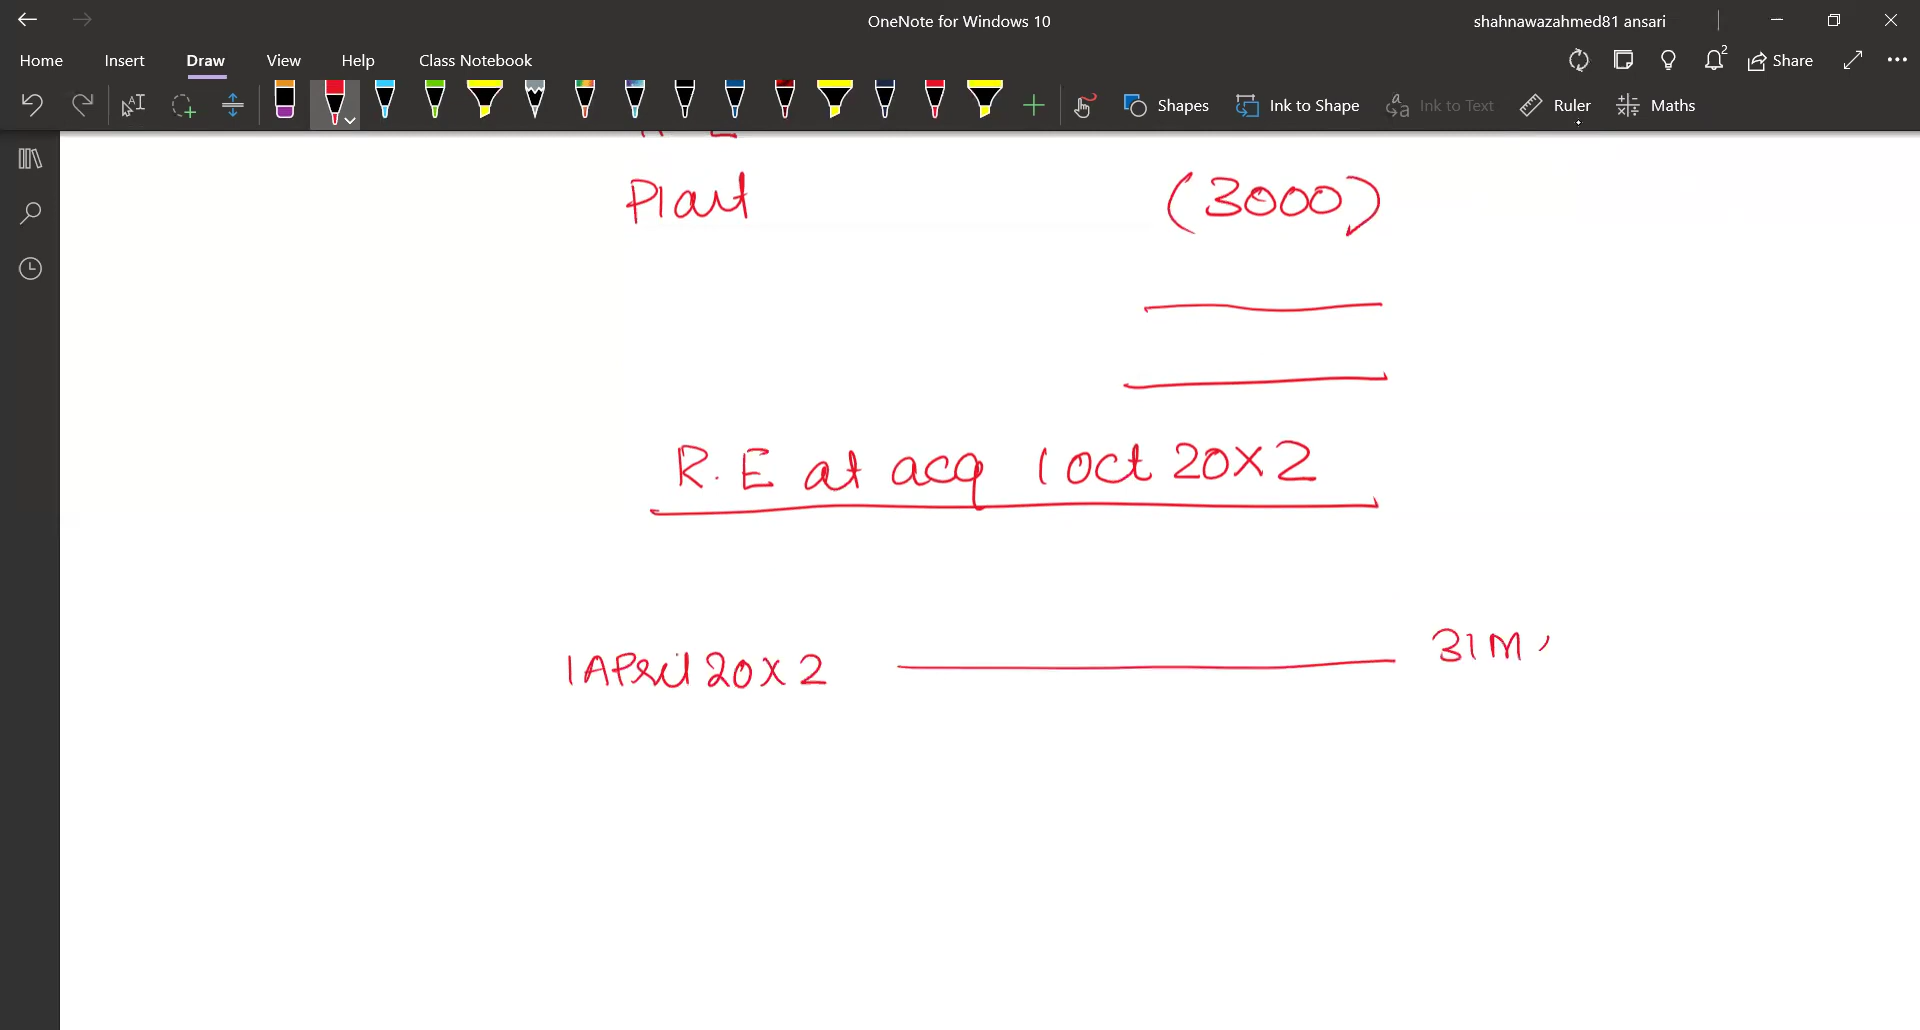 OneNote for Windows 10
shahnawazahmed81 ansari
Home Insert Draw View Help Class Notebook
2
Share
Shapes Ink to Shape Ink to Text Ruler Maths
Plant (3000)
R.E at acq 1 Oct 20X2
1 April 20X2
31 M